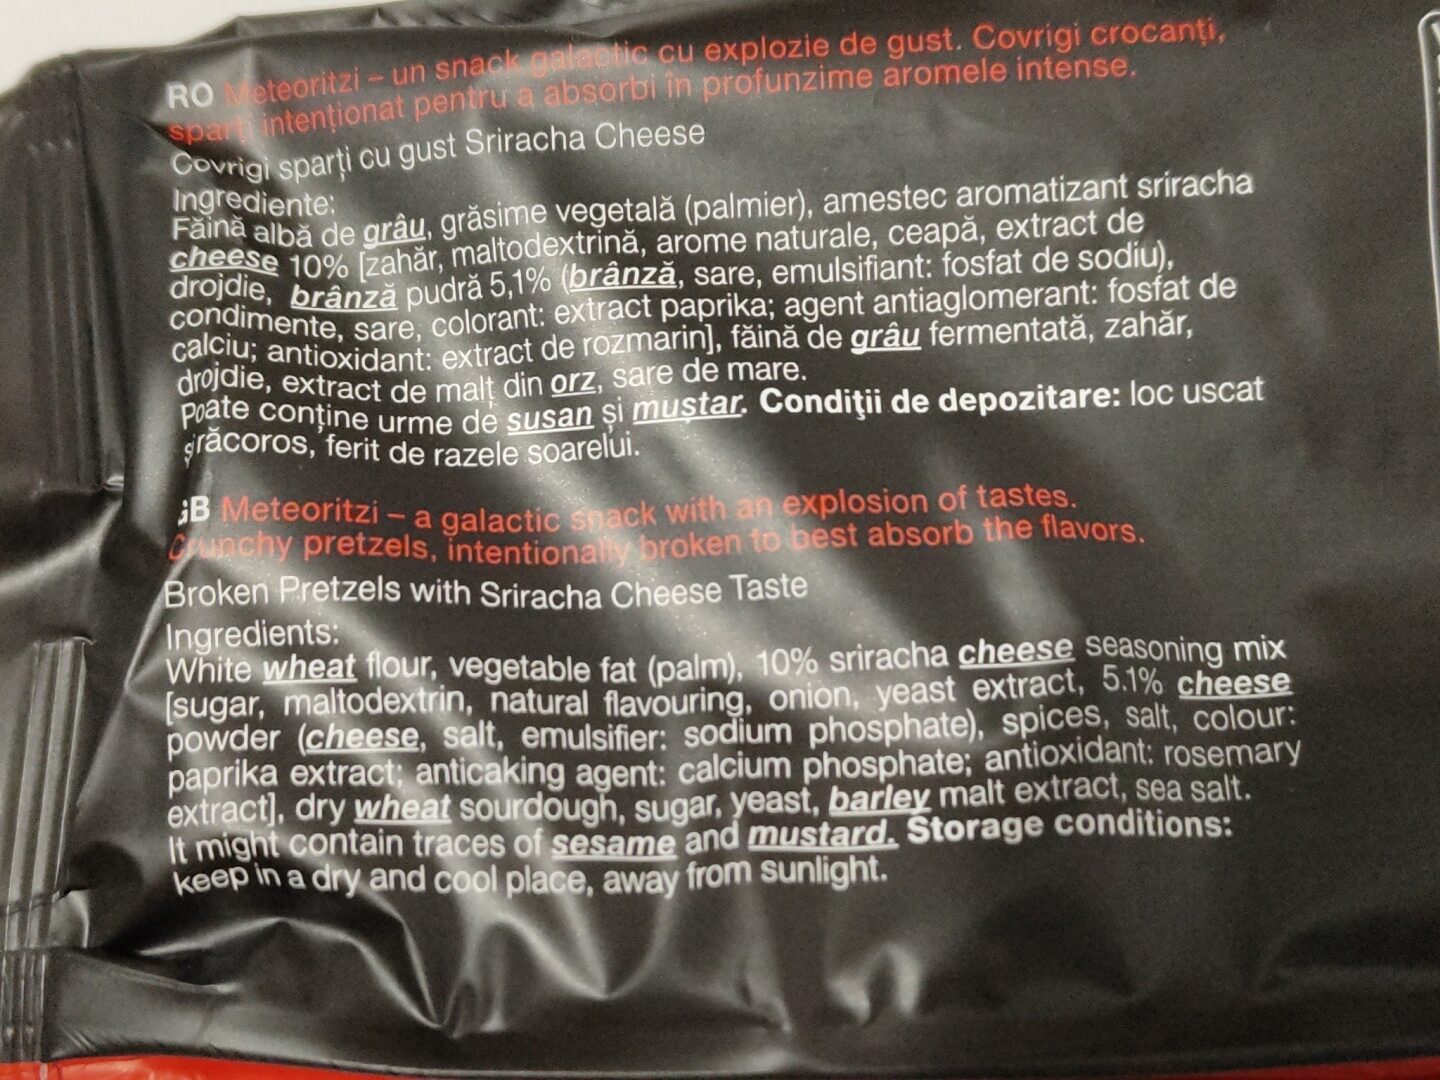 RO Meteoritzi – un snack galactic cu explozie de gust. Covrigi crocanți,
sparți intenționat pentru a absorbi în profunzime aromele intense.
Covrigi sparți cu gust Sriracha Cheese
Ingrediente:
Făină albă de grâu, grăsime vegetală (palmier), amestec aromatizant sriracha
cheese 10% [zahăr, maltodextrină, arome naturale, ceapă, extract de
drojdie, brânză pudră 5,1% (brânză, sare, emulsifiant: fosfat de sodiu),
condimente, sare, colorant: extract paprika; agent antiaglomerant: fosfat de
calciu; antioxidant: extract de rozmarin], făină de grâu fermentată, zahăr,
drojdie, extract de malț din orz, sare de mare.
Poate conține urme de susan și muștar. Condiţii de depozitare: loc uscat
și răcoros, ferit de razele soarelui.
GB Meteoritzi – a galactic snack with an explosion of tastes.
Crunchy pretzels, intentionally broken to best absorb the flavors.
Broken Pretzels with Sriracha Cheese Taste
Ingredients:
White wheat flour, vegetable fat (palm), 10% sriracha cheese seasoning mix
[sugar, maltodextrin, natural flavouring, onion, yeast extract, 5.1% cheese
powder (cheese, salt, emulsifier: sodium phosphate), spices, salt, colour:
paprika extract; anticaking agent: calcium phosphate; antioxidant: rosemary
extract], dry wheat sourdough, sugar, yeast, barley malt extract, sea salt.
It might contain traces of sesame and mustard. Storage conditions:
keep in a dry and cool place, away from sunlight.